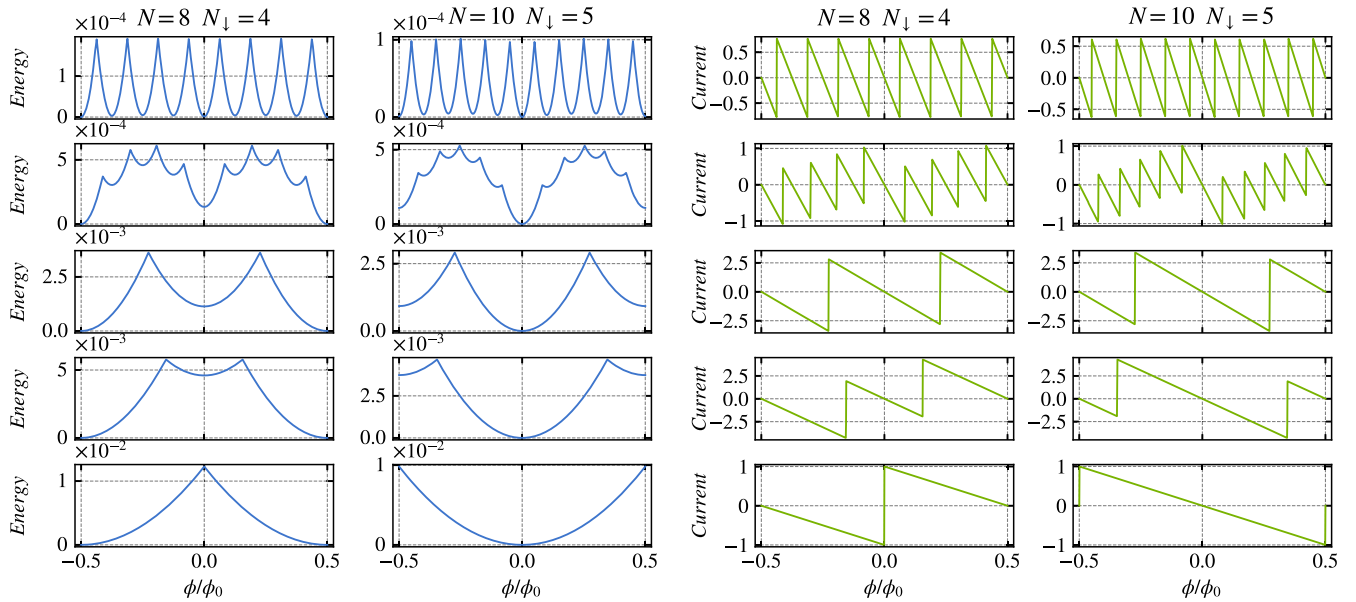 N = 8 N↓ = 4
N = 10 N↓ = 5
N = 8 N↓ = 4
N = 10 N↓ = 5
×10⁻⁴
×10⁻⁴
Energy
1
0
1
0
Current
0.5
0.0
−0.5
0.5
0.0
−0.5
×10⁻⁴
×10⁻⁴
Energy
5
0
5
0
Current
1
0
−1
1
0
−1
×10⁻³
×10⁻³
Energy
2.5
0.0
2.5
0.0
Current
2.5
0.0
−2.5
2.5
0.0
−2.5
×10⁻³
×10⁻³
Energy
5
0
2.5
0.0
Current
2.5
0.0
−2.5
2.5
0.0
−2.5
×10⁻²
×10⁻²
Energy
1
0
1
0
Current
1
0
−1
1
0
−1
−0.5 0.0 0.5
−0.5 0.0 0.5
−0.5 0.0 0.5
−0.5 0.0 0.5
ϕ/ϕ₀
ϕ/ϕ₀
ϕ/ϕ₀
ϕ/ϕ₀